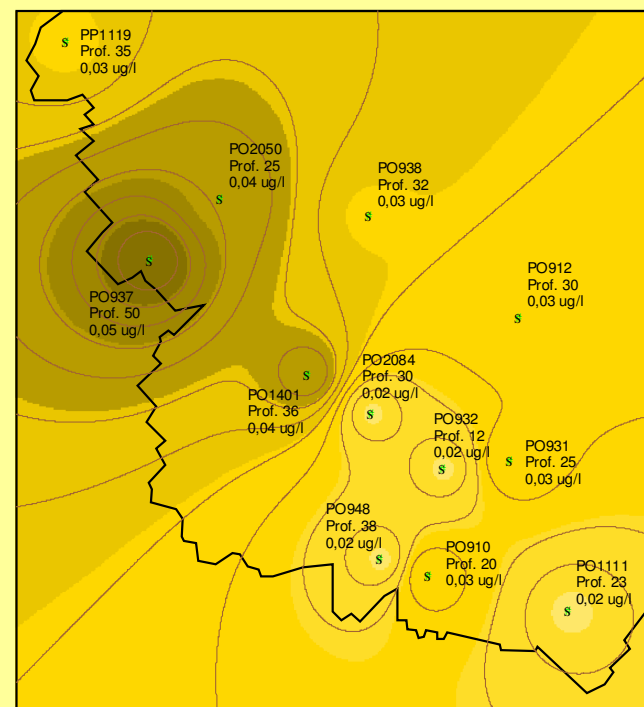 PP1119
Prof. 35
0,03 ug/l
S
PO2050
Prof. 25
0,04 ug/l
S
PO938
Prof. 32
0,03 ug/l
S
PO937
Prof. 50
0,05 ug/l
S
PO912
Prof. 30
0,03 ug/l
S
PO1401
Prof. 36
0,04 ug/l
S
PO2084
Prof. 30
0,02 ug/l
S
PO932
Prof. 12
0,02 ug/l
S
PO931
Prof. 25
0,03 ug/l
S
PO948
Prof. 38
0,02 ug/l
S
PO910
Prof. 20
0,03 ug/l
S
PO1111
Prof. 23
0,02 ug/l
S